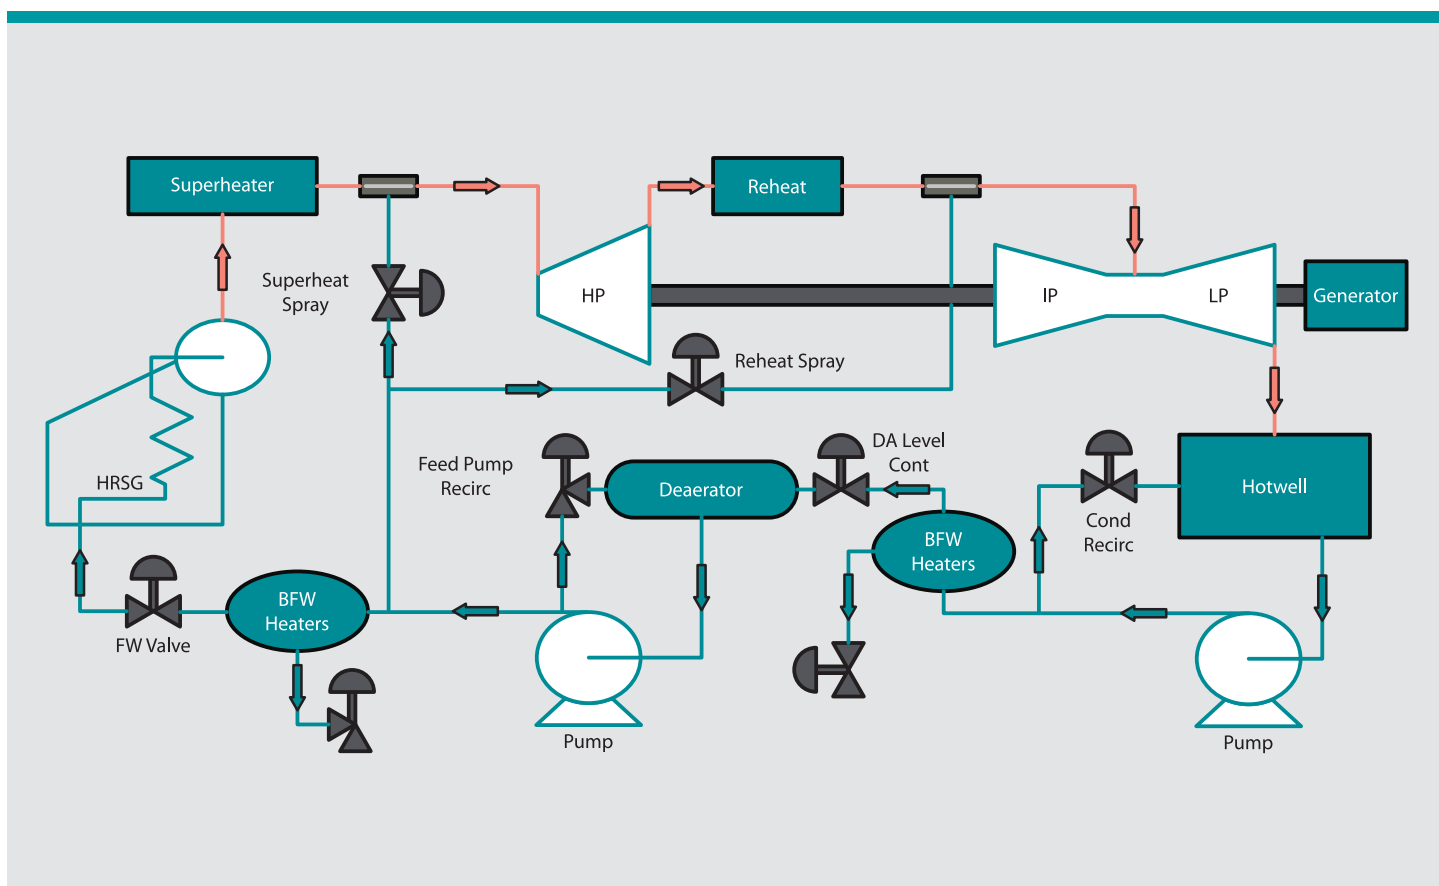 Superheater
Reheat
Superheat
Spray
HP
IP
LP
Generator
Reheat Spray
DA Level
Cont
Feed Pump
Recirc
Deaerator
HRSG
Hotwell
Cond
Recirc
BFW
Heaters
BFW
Heaters
FW Valve
Pump
Pump